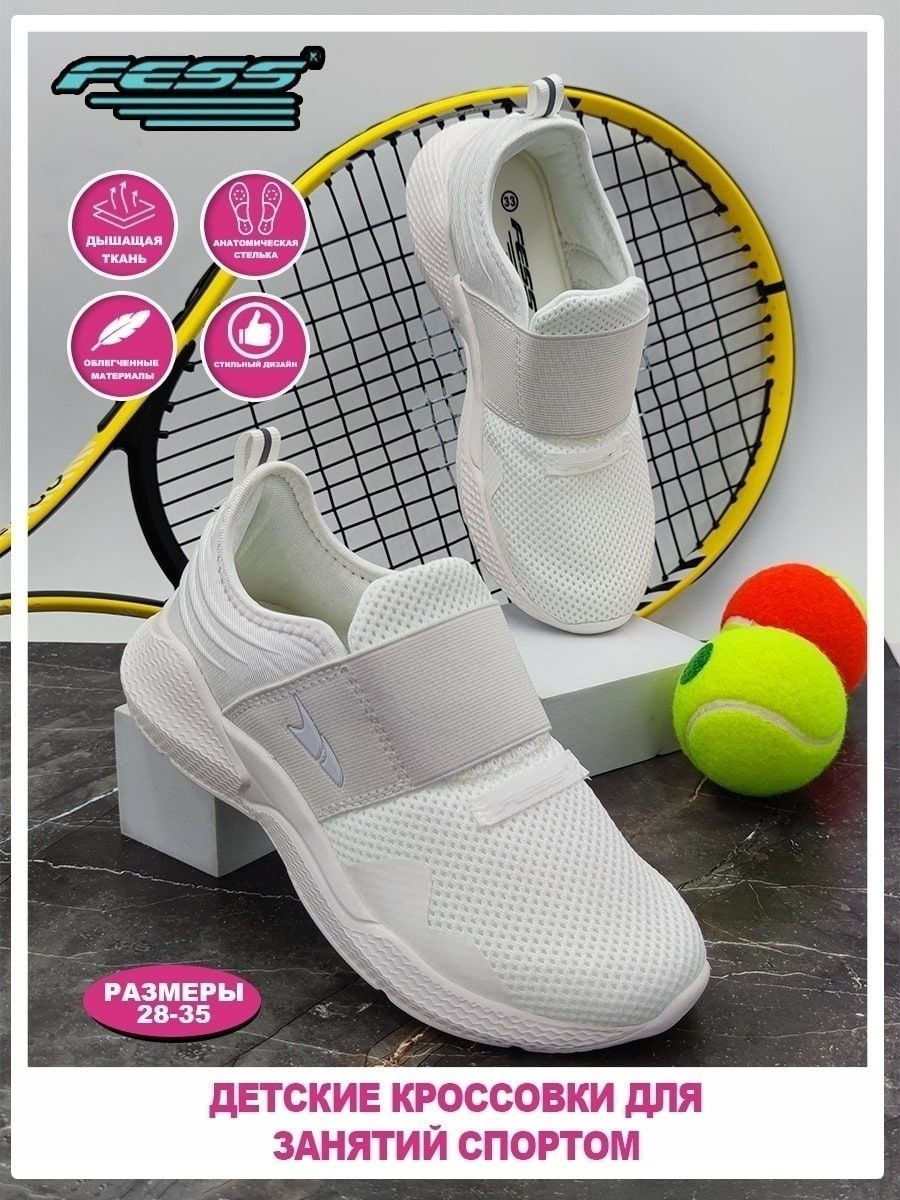 FESS
ДЫШАЩАЯ
ТКАНЬ
АНАТОМИЧЕСКАЯ
СТЕЛЬКА
ОБЛЕГЧЕННЫЕ
МАТЕРИАЛЫ
СТИЛЬНЫЙ ДИЗАЙН
33
FESS
РАЗМЕРЫ
28-35
ДЕТСКИЕ КРОССОВКИ ДЛЯ
ЗАНЯТИЙ СПОРТОМ